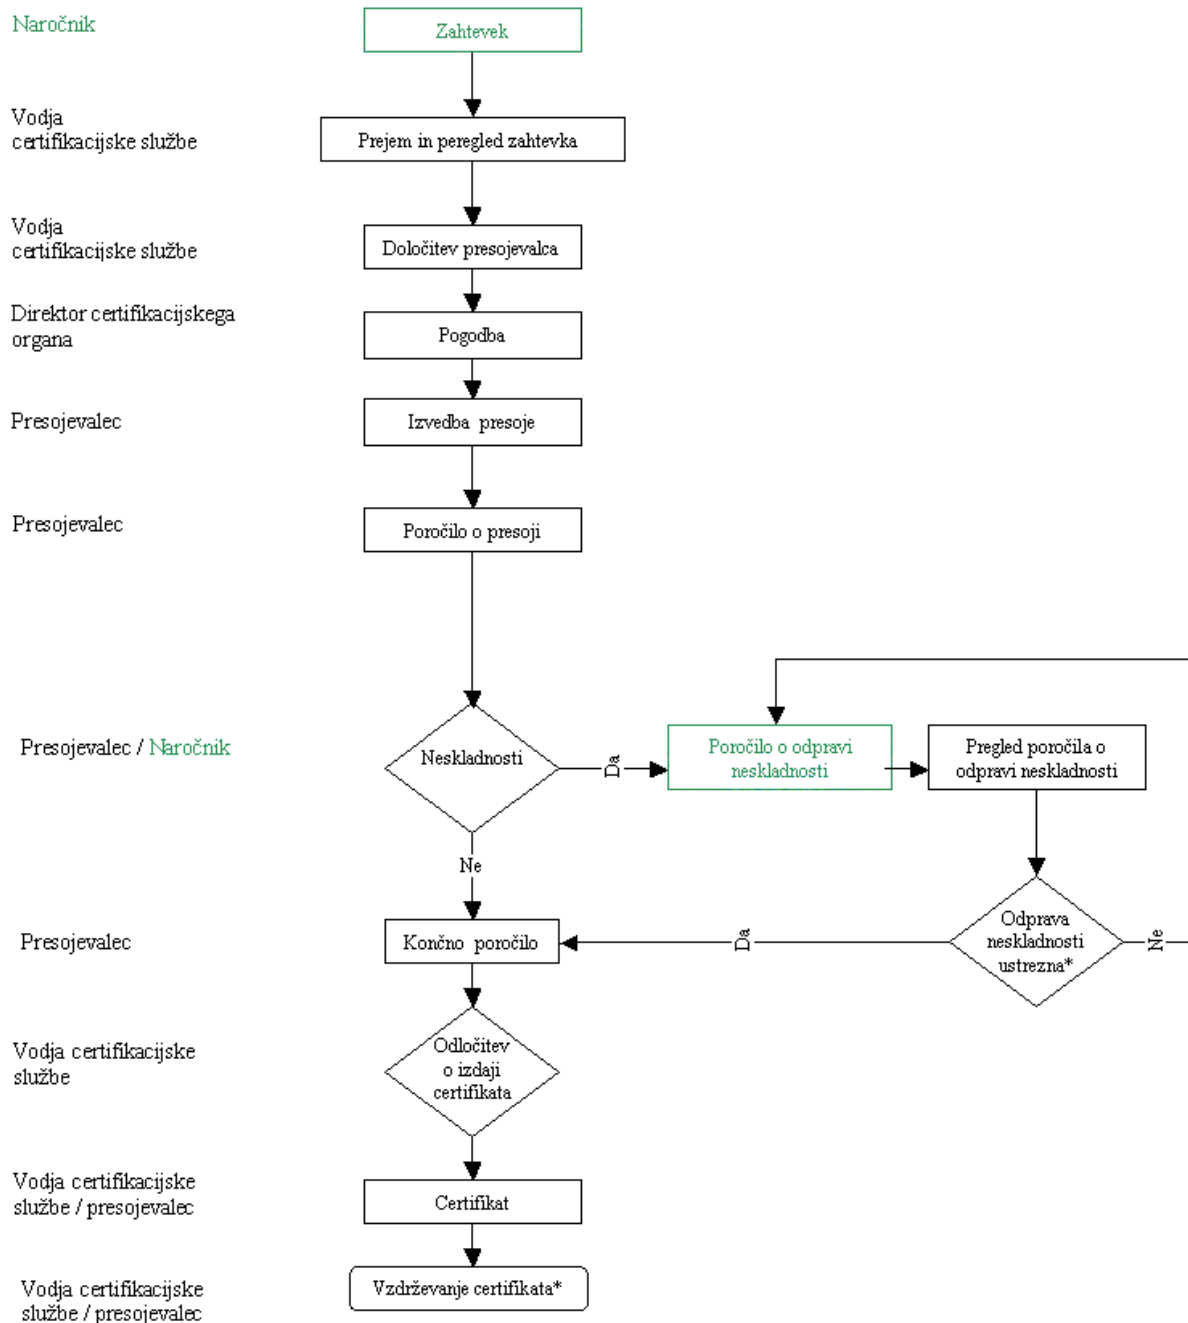 Naročnik
Zahtevek
Vodja
certifikacijske službe
Prejem in peregled zahtevka
Vodja
certifikacijske službe
Določitev presojevalca
Direktor certifikacijskega
organa
Pogodba
Presojevalec
Izvedba presoje
Presojevalec
Poročilo o presoji
Presojevalec / Naročnik
Neskladnosti
Da
Poročilo o odpravi
neskladnosti
Pregled poročila o
odpravi neskladnosti
Ne
Presojevalec
Končno poročilo
Da
Odprava
neskladnosti
ustrezna*
Ne
Vodja certifikacijske
službe
Odločitev
o izdaji
certifikata
Vodja certifikacijske
službe / presojevalec
Certifikat
Vodja certifikacijske
službe / presojevalec
Vzdrževanje certifikata*